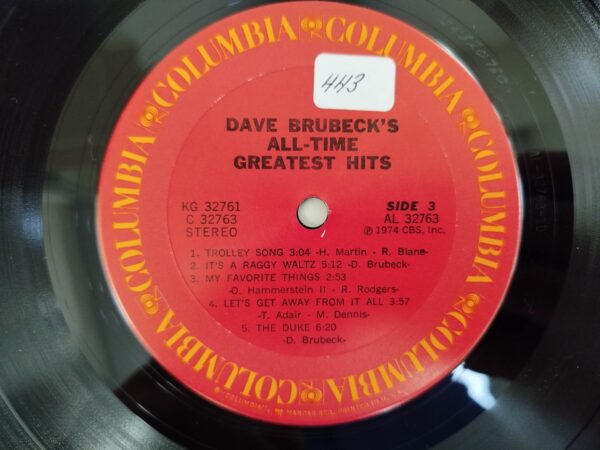 COLUMBIA COLUMBIA COLUMBIA COLUMBIA COLUMBIA COLUMBIA
443
DAVE BRUBECK'S
ALL-TIME
GREATEST HITS
KG 32761
C 32763
STEREO
SIDE 3
AL 32763
Ⓟ 1974 CBS, Inc.
1. TROLLEY SONG 3:04 -H. Martin - R. Blane-
2. IT'S A RAGGY WALTZ 5:12 -D. Brubeck-
3. MY FAVORITE THINGS 2:53
-O. Hammerstein II - R. Rodgers-
4. LET'S GET AWAY FROM IT ALL 3:57
-T. Adair - M. Dennis-
5. THE DUKE 6:20
-D. Brubeck-